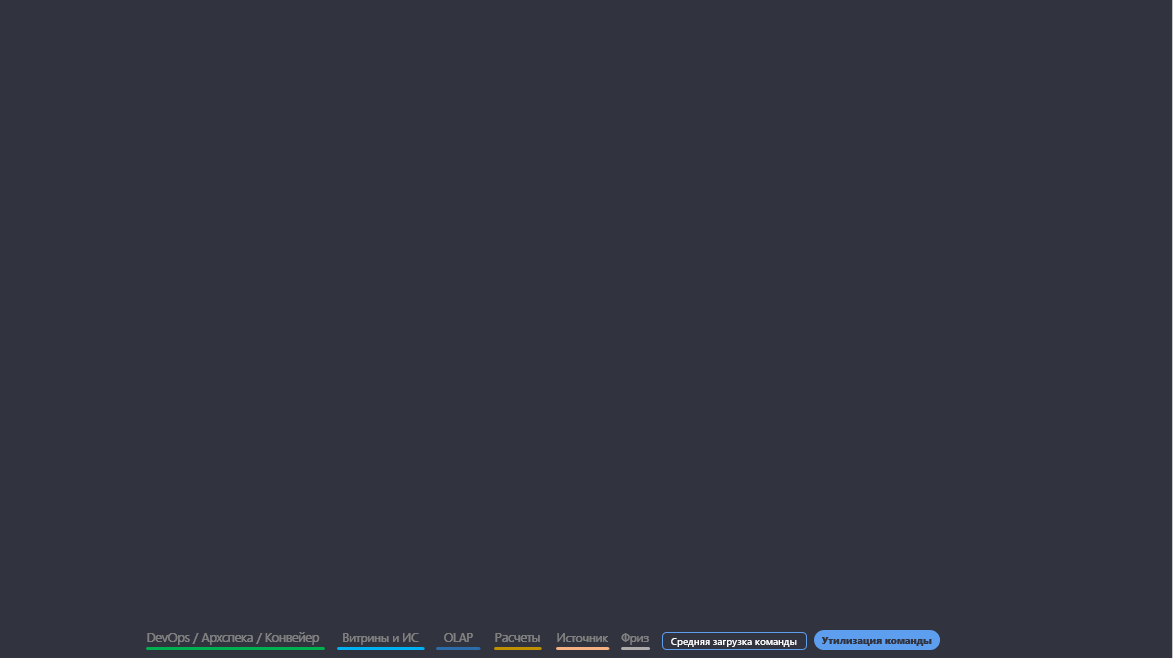 DevOps / Архспека / Конвейер Витрины и ИС OLAP Расчеты Источник Фриз Средняя загрузка команды Утилизация команды